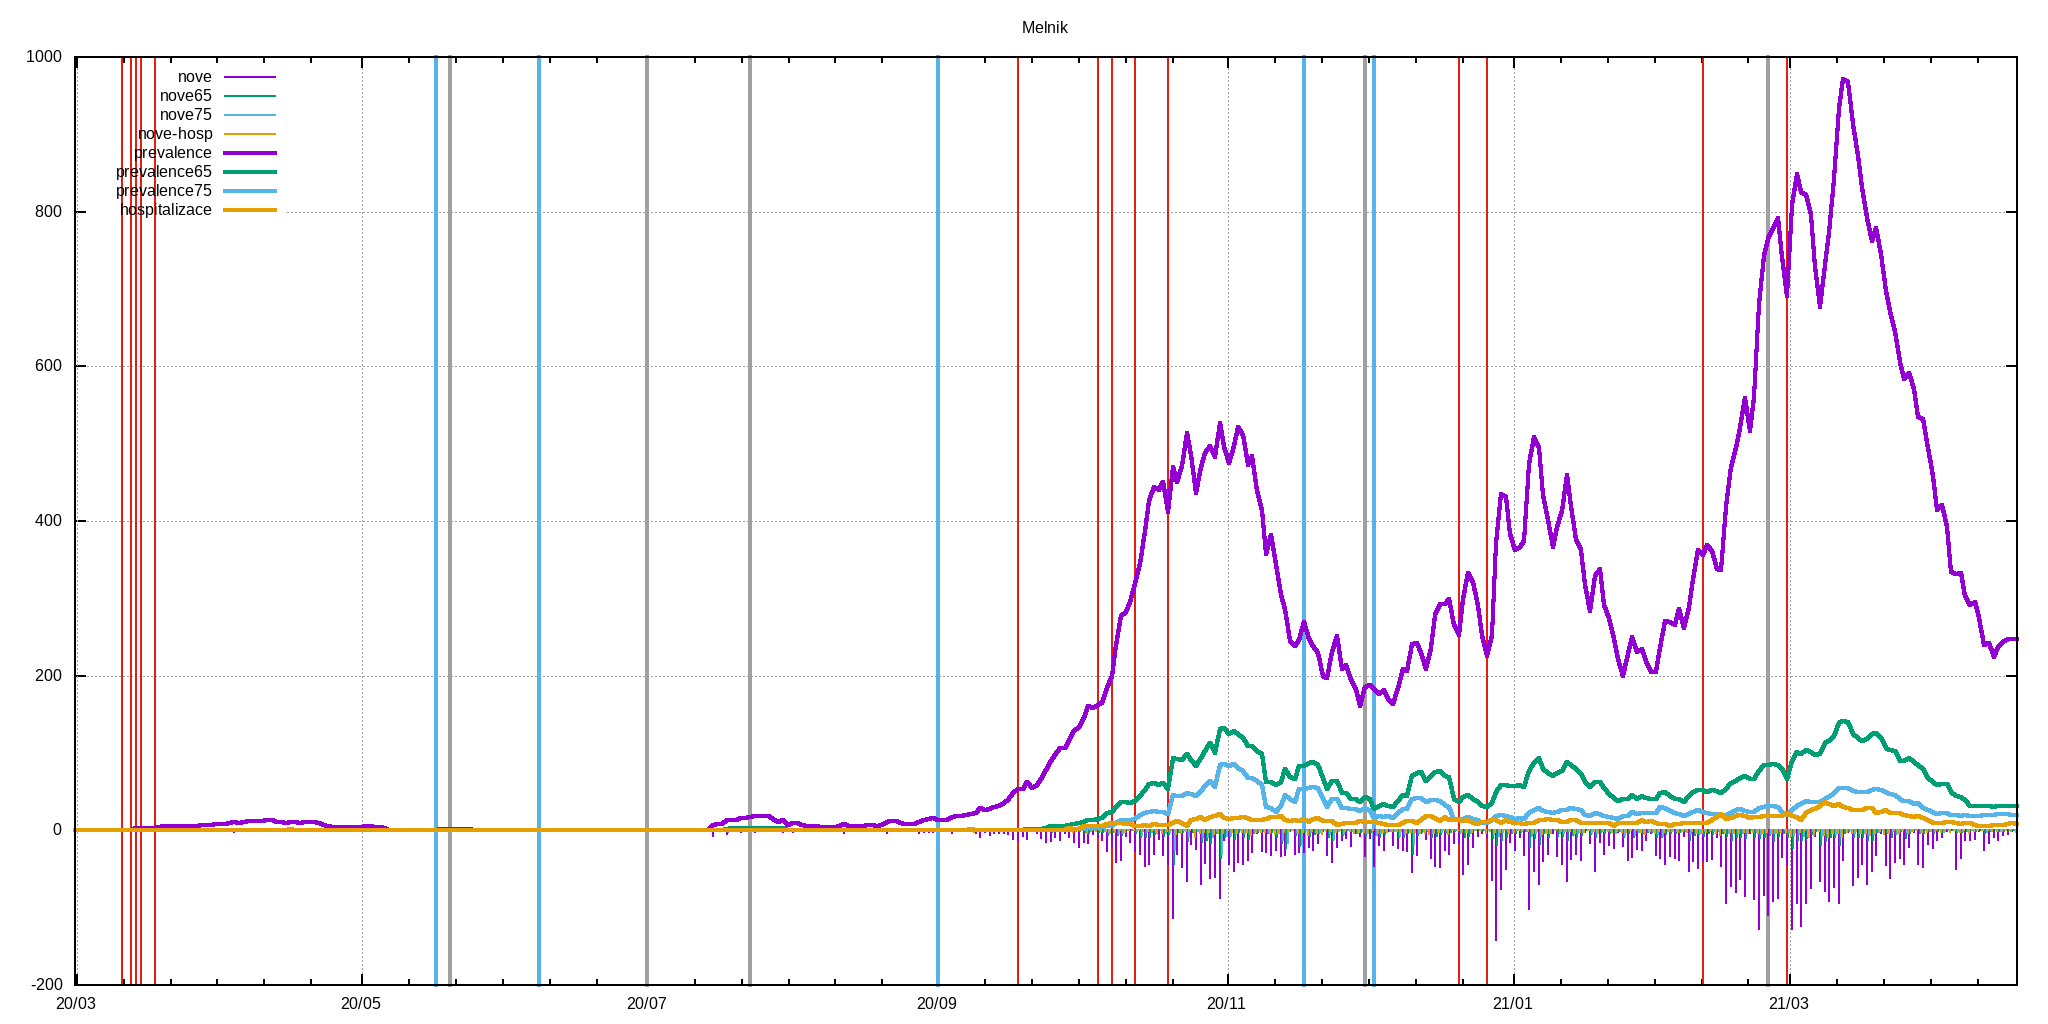 Melnik
1000
800
600
400
200
0
-200
nove
nove65
nove75
nove-hosp
prevalence
prevalence65
prevalence75
hospitalizace
20/03 20/05 20/07 20/09 20/11 21/01 21/03